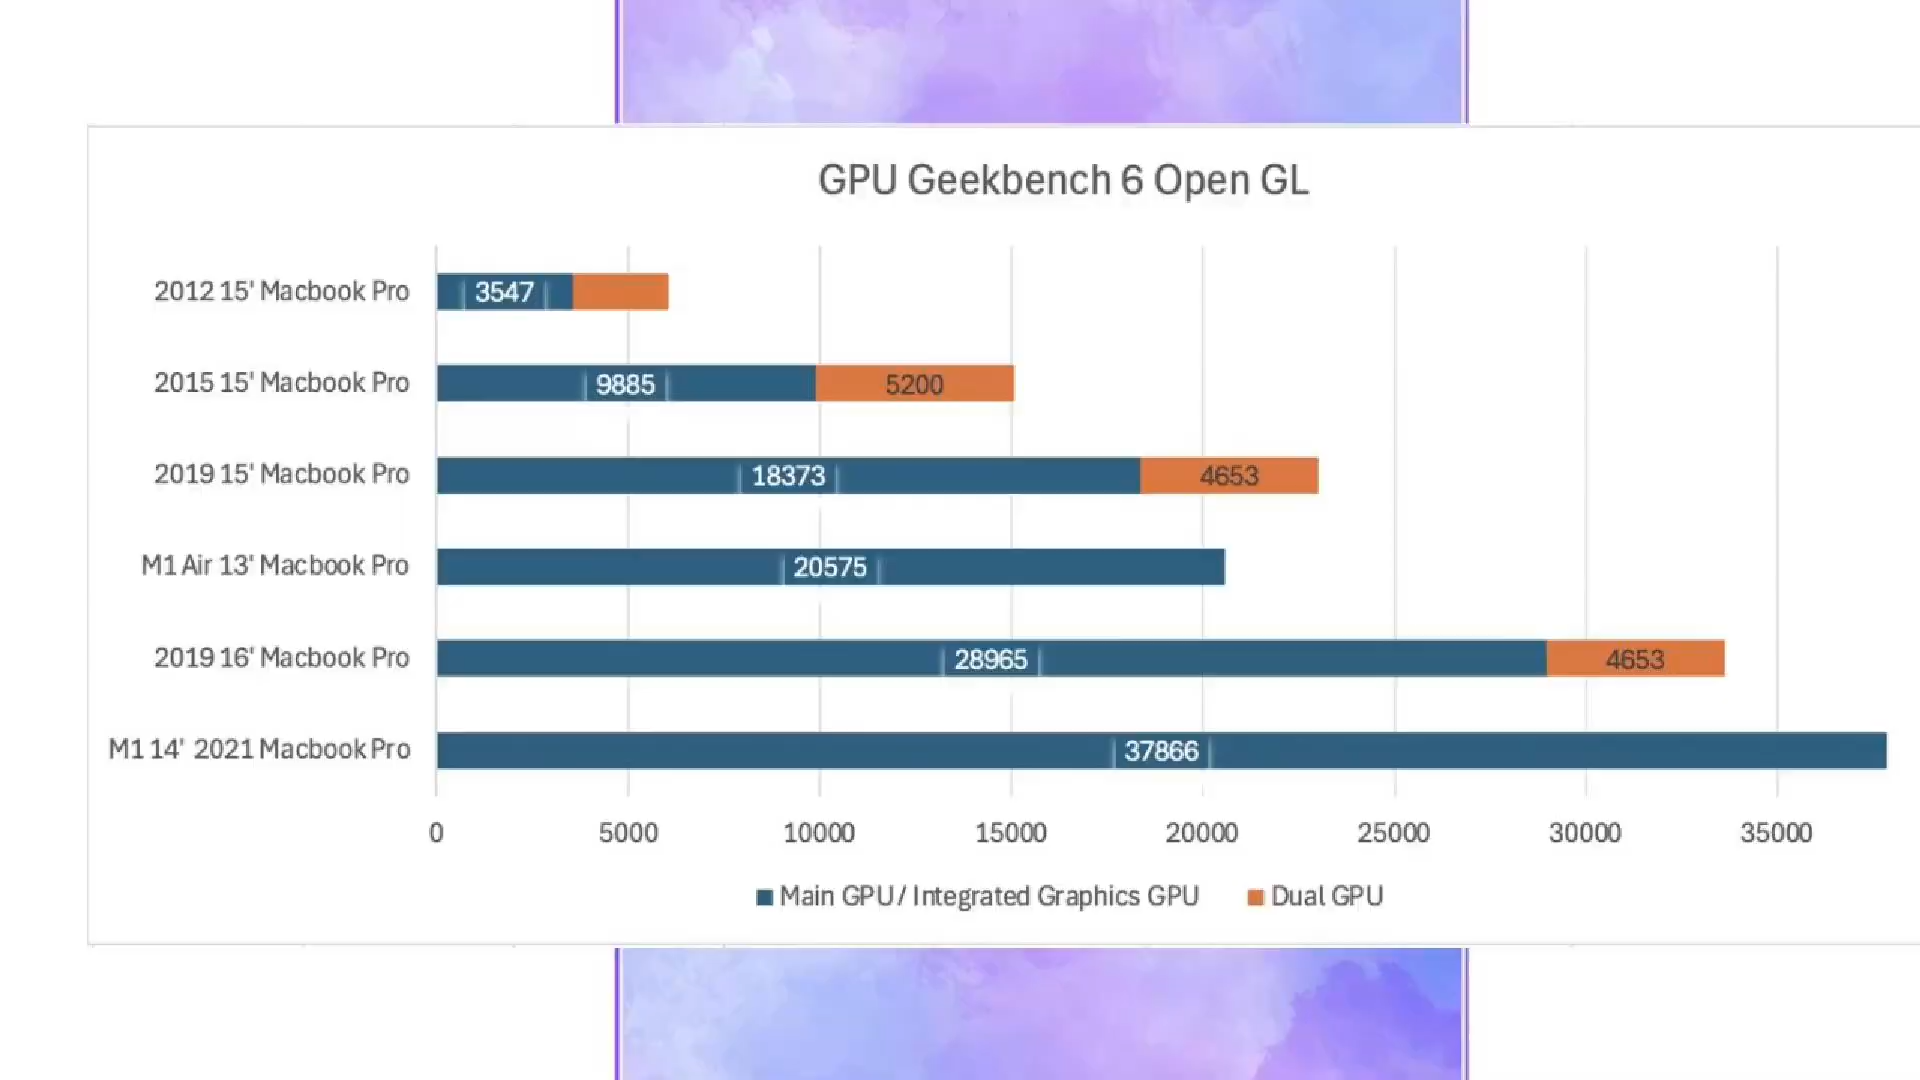 GPU Geekbench 6 Open GL
2012 15' Macbook Pro 3547
2015 15' Macbook Pro 9885 5200
2019 15' Macbook Pro 18373 4653
M1 Air 13' Macbook Pro 20575
2019 16' Macbook Pro 28965 4653
M1 14' 2021 Macbook Pro 37866
0 5000 10000 15000 20000 25000 30000 35000
Main GPU/ Integrated Graphics GPU Dual GPU